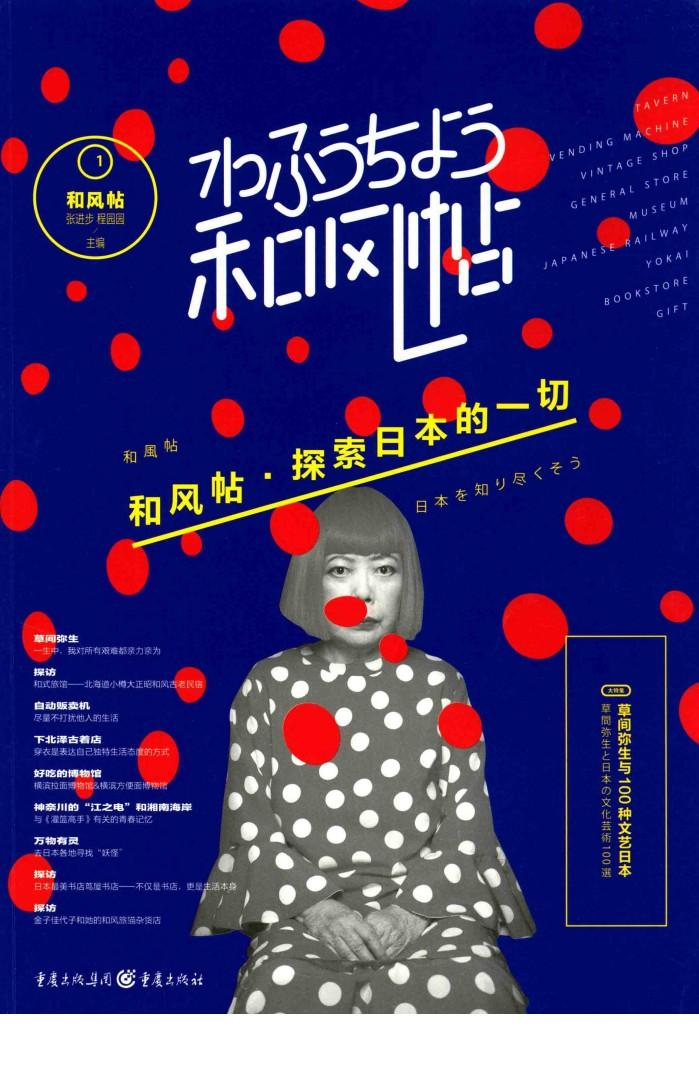 わふうちょう
和风帖
1
和风帖
张进步 程园园
/
主编
TAVERN
VENDING MACHINE
VINTAGE SHOP
GENERAL STORE
MUSEUM
JAPANESE RAILWAY
YOKAI
BOOKSTORE
GIFT
和風帖
和风帖·探索日本的一切
日本を知り尽くそう
草间弥生
一生中，我对所有艰难都亲力亲为
探访
和式旅馆——北海道小樽大正昭和风古老民宿
自动贩卖机
尽量不打扰他人的生活
下北泽古着店
穿衣是表达自己独特生活态度的方式
好吃的博物馆
横滨拉面博物馆&横滨方便面博物馆
神奈川的“江之电”和湘南海岸
与《灌篮高手》有关的青春记忆
万物有灵
去日本各地寻找“妖怪”
探访
日本最美书店茑屋书店——不仅是书店，更是生活本身
探访
金子佳代子和她的和风旅猫杂货店
大特集
草间弥生与100种文艺日本
草間弥生と日本の文化芸術100選
重庆出版集团 重庆出版社